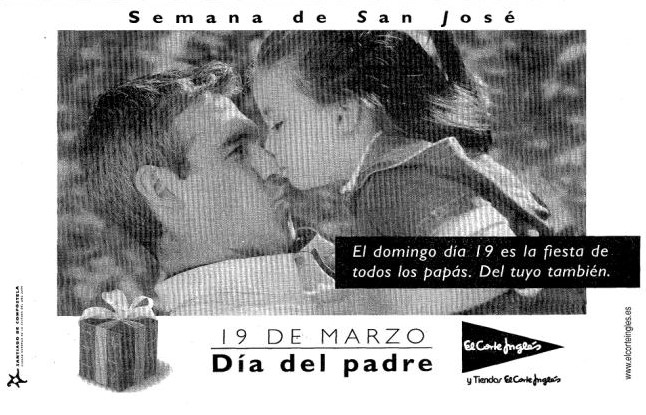 Semana de San José
El domingo día 19 es la fiesta de
todos los papás. Del tuyo también.
19 DE MARZO
Día del padre
El Corte Inglés
y Tiendas El Corte Inglés
www.elcorteingles.es
SANTIAGO DE COMPOSTELA